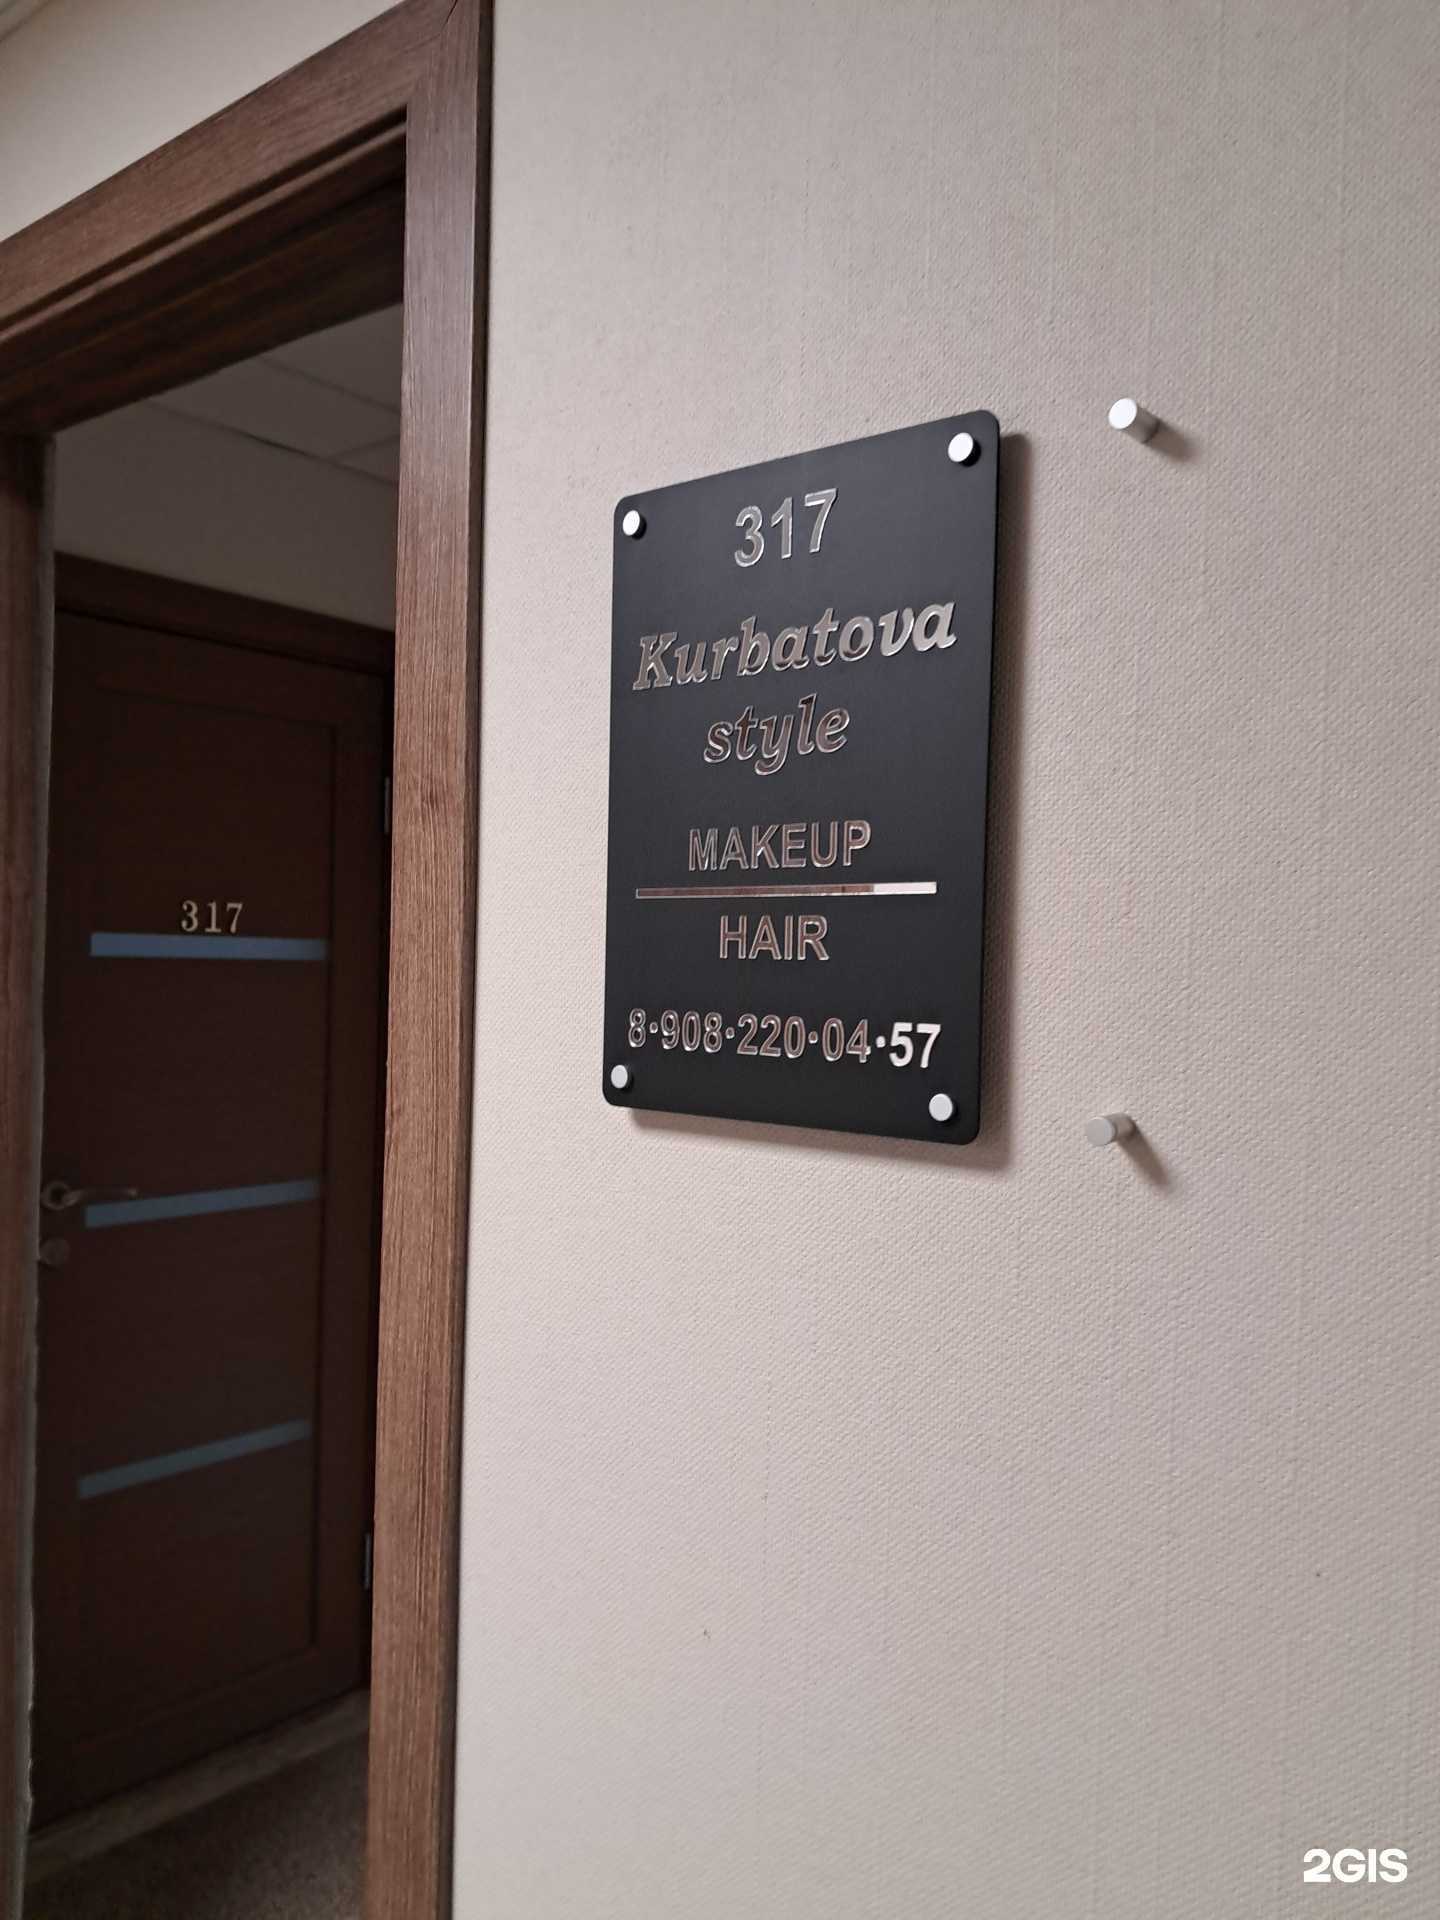 317
Kurbatova
style
MAKEUP
HAIR
8·908·220·04·57
317
2GIS